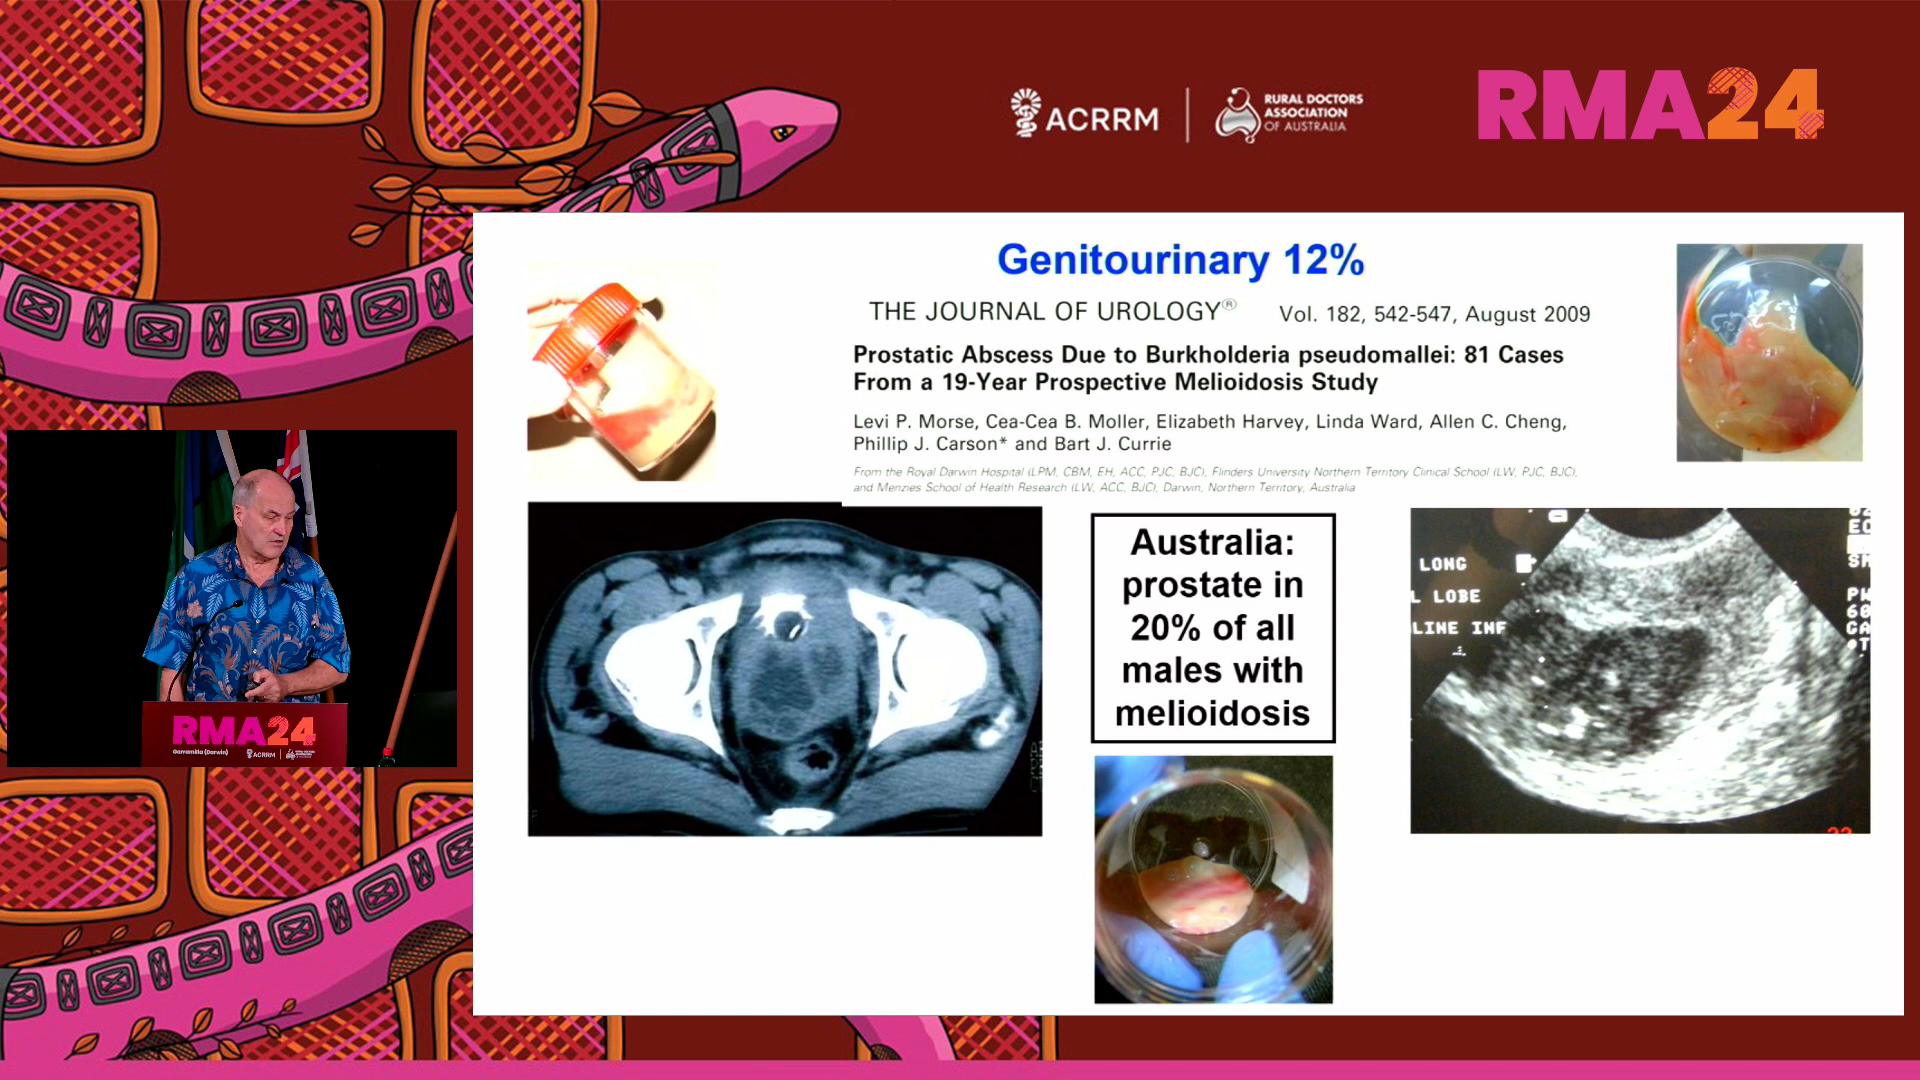 ACRRM
RURAL DOCTORS
ASSOCIATION
OF AUSTRALIA
RMA24
Genitourinary 12%
THE JOURNAL OF UROLOGY® Vol. 182, 542-547, August 2009
Prostatic Abscess Due to Burkholderia pseudomallei: 81 Cases
From a 19-Year Prospective Melioidosis Study
Levi P. Morse, Cea-Cea B. Moller, Elizabeth Harvey, Linda Ward, Allen C. Cheng,
Phillip J. Carson* and Bart J. Currie
From the Royal Darwin Hospital (LPM, CBM, EH, ACC, PJC, BJC), Flinders University Northern Territory Clinical School (LW, PJC, BJC),
and Menzies School of Health Research (LW, ACC, BJC), Darwin, Northern Territory, Australia
Australia:
prostate in
20% of all
males with
melioidosis
LONG
L LOBE
LINE INF
EC
PW
60
GA
RMA24
Garramilla (Darwin)
ACRRM